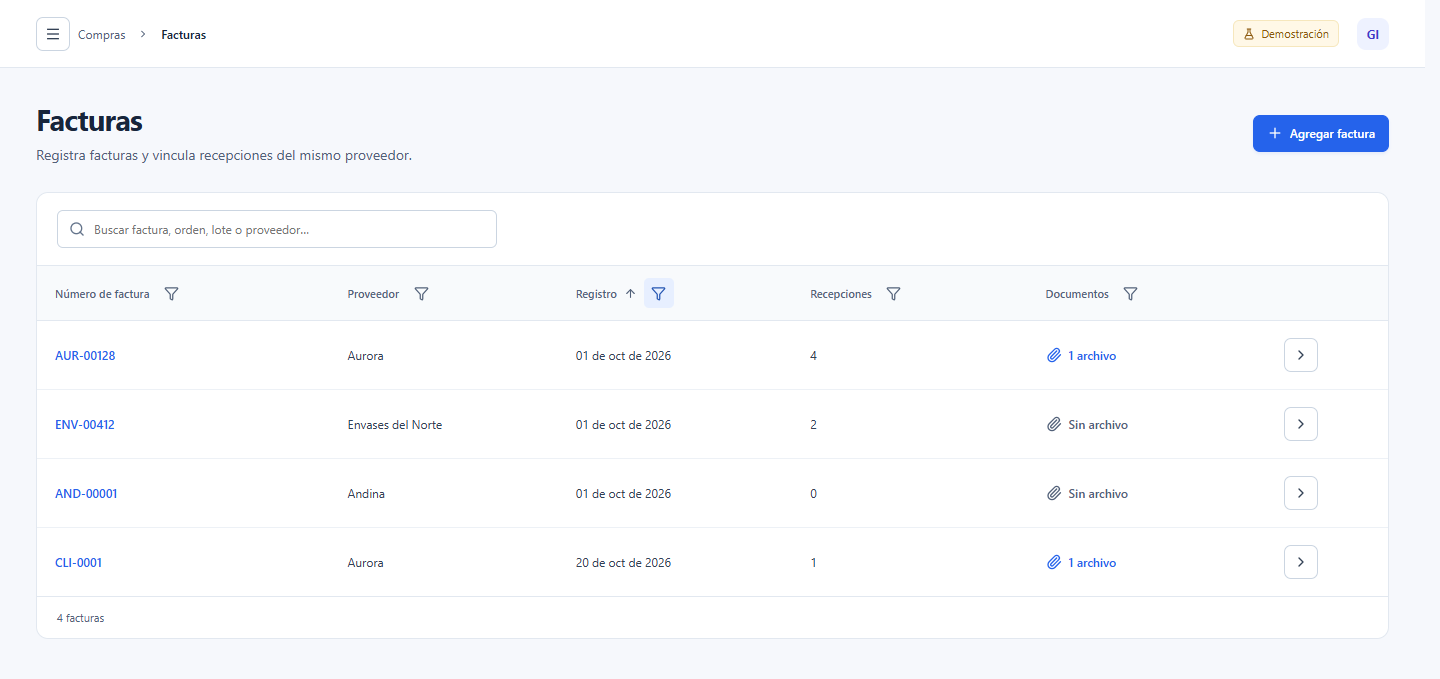 Compras > Facturas
Demostración
GI
Facturas
Registra facturas y vincula recepciones del mismo proveedor.
+ Agregar factura
Buscar factura, orden, lote o proveedor...
Número de factura Proveedor Registro ↑ Recepciones Documentos
AUR-00128 Aurora 01 de oct de 2026 4 1 archivo
ENV-00412 Envases del Norte 01 de oct de 2026 2 Sin archivo
AND-00001 Andina 01 de oct de 2026 0 Sin archivo
CLI-0001 Aurora 20 de oct de 2026 1 1 archivo
4 facturas